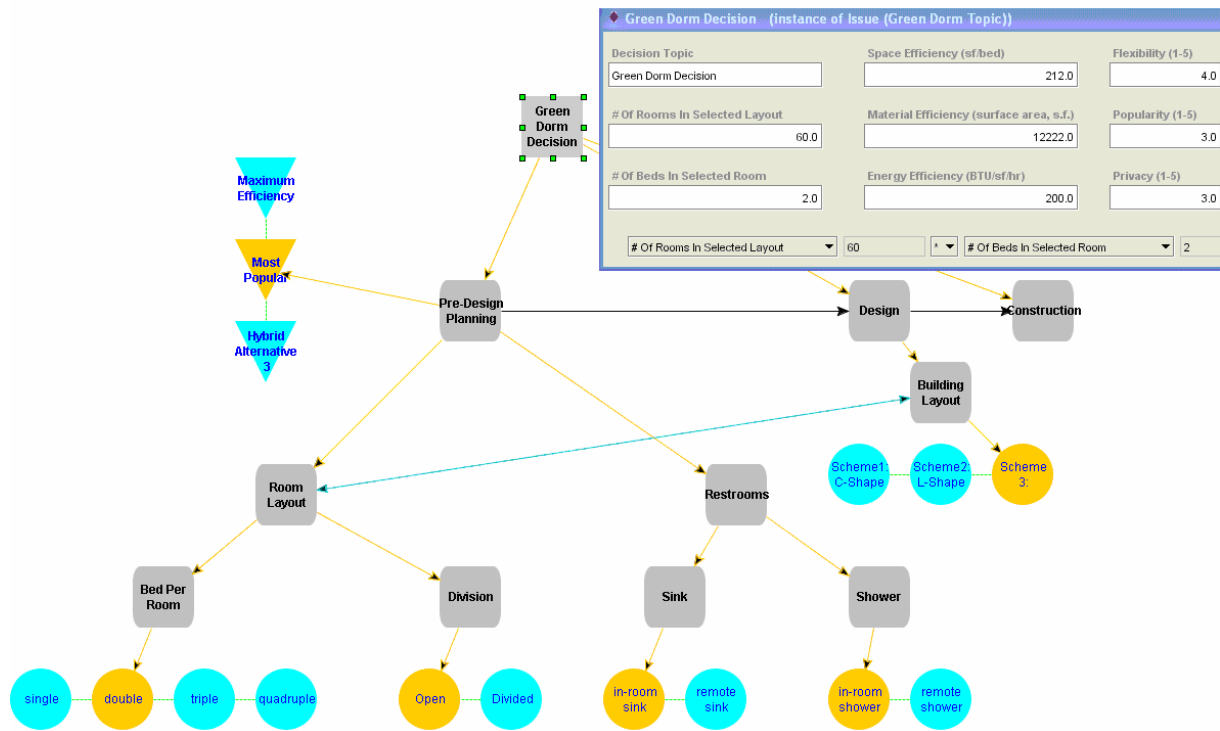 Green Dorm Decision (instance of Issue (Green Dorm Topic))
Decision Topic
Space Efficiency (sf/bed)
Flexibility (1-5)
Green Dorm Decision
212.0
4.0
# Of Rooms In Selected Layout
Material Efficiency (surface area, s.f.)
Popularity (1-5)
60.0
12222.0
3.0
# Of Beds In Selected Room
Energy Efficiency (BTU/sf/hr)
Privacy (1-5)
2.0
200.0
3.0
# Of Rooms In Selected Layout
60
*
# Of Beds In Selected Room
2
Green
Dorm
Decision
Maximum
Efficiency
Most
Popular
Hybrid
Alternative
3
Pre-Design
Planning
Design
Construction
Building
Layout
Scheme1:
C-Shape
Scheme2:
L-Shape
Scheme
3:
Room
Layout
Restrooms
Bed Per
Room
Division
Sink
Shower
single
double
triple
quadruple
Open
Divided
in-room
sink
remote
sink
in-room
shower
remote
shower